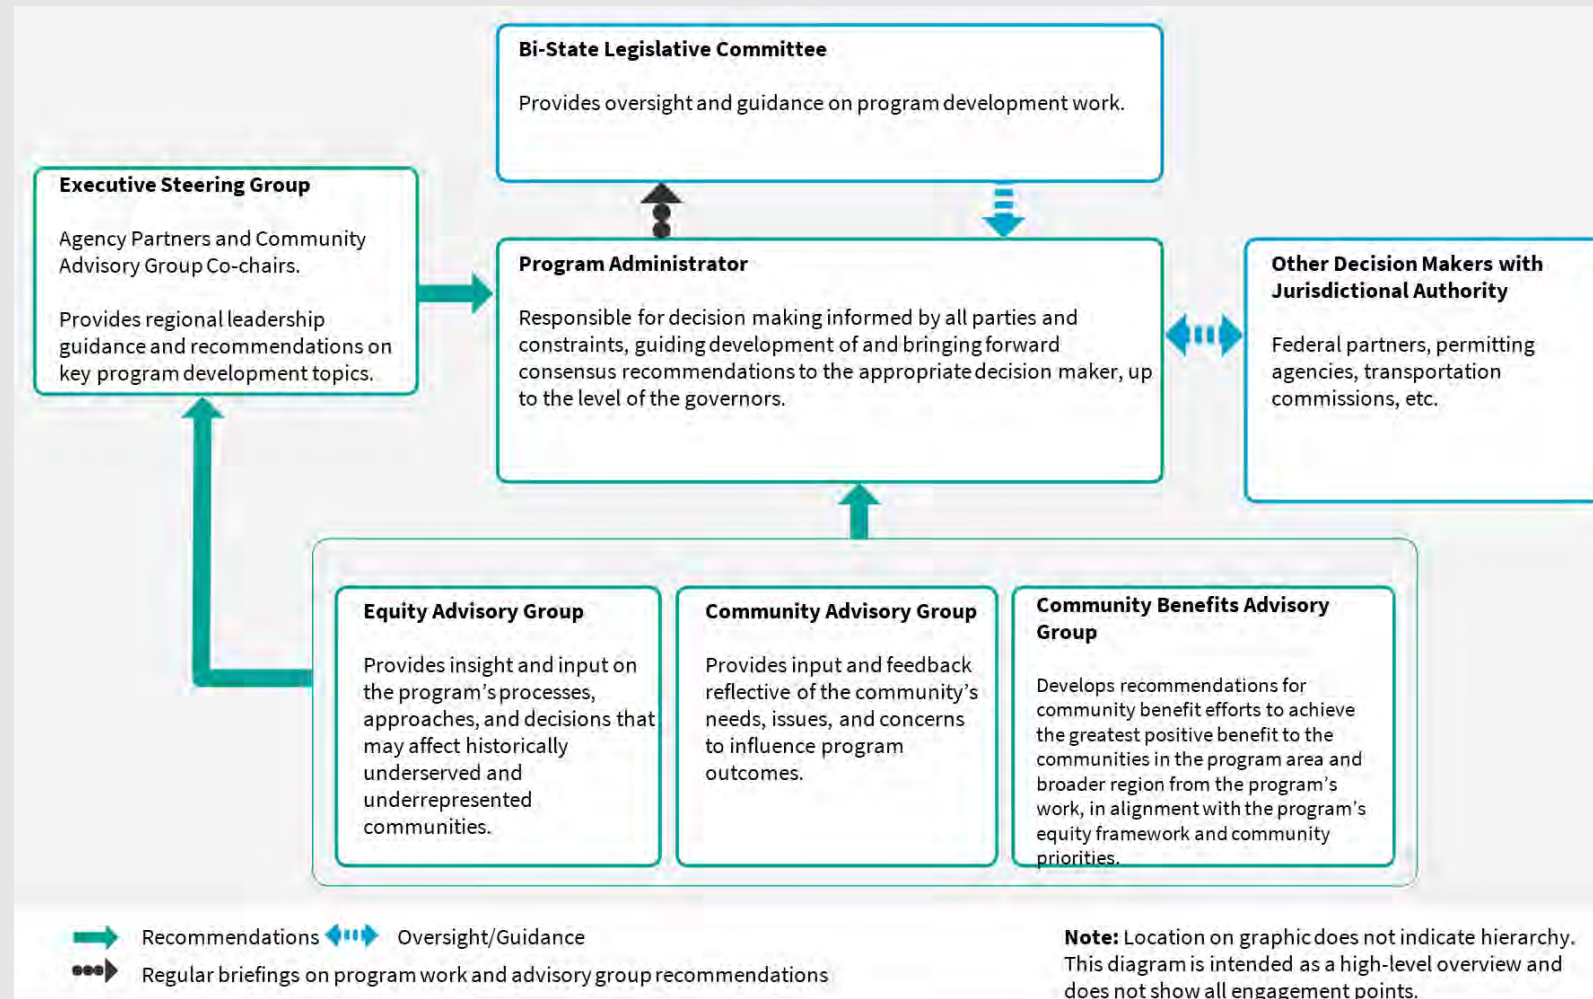 Bi-State Legislative Committee
Provides oversight and guidance on program development work.
Executive Steering Group
Agency Partners and Community
Advisory Group Co-chairs.
Provides regional leadership
guidance and recommendations on
key program development topics.
Program Administrator
Responsible for decision making informed by all parties and
constraints, guiding development of and bringing forward
consensus recommendations to the appropriate decision maker, up
to the level of the governors.
Other Decision Makers with
Jurisdictional Authority
Federal partners, permitting
agencies, transportation
commissions, etc.
Equity Advisory Group
Provides insight and input on
the program's processes,
approaches, and decisions that
may affect historically
underserved and
underrepresented
communities.
Community Advisory Group
Provides input and feedback
reflective of the community's
needs, issues, and concerns
to influence program
outcomes.
Community Benefits Advisory
Group
Develops recommendations for
community benefit efforts to achieve
the greatest positive benefit to the
communities in the program area and
broader region from the program's
work, in alignment with the program's
equity framework and community
priorities.
Recommendations
Oversight/Guidance
Regular briefings on program work and advisory group recommendations
Note: Location on graphic does not indicate hierarchy.
This diagram is intended as a high-level overview and
does not show all engagement points.